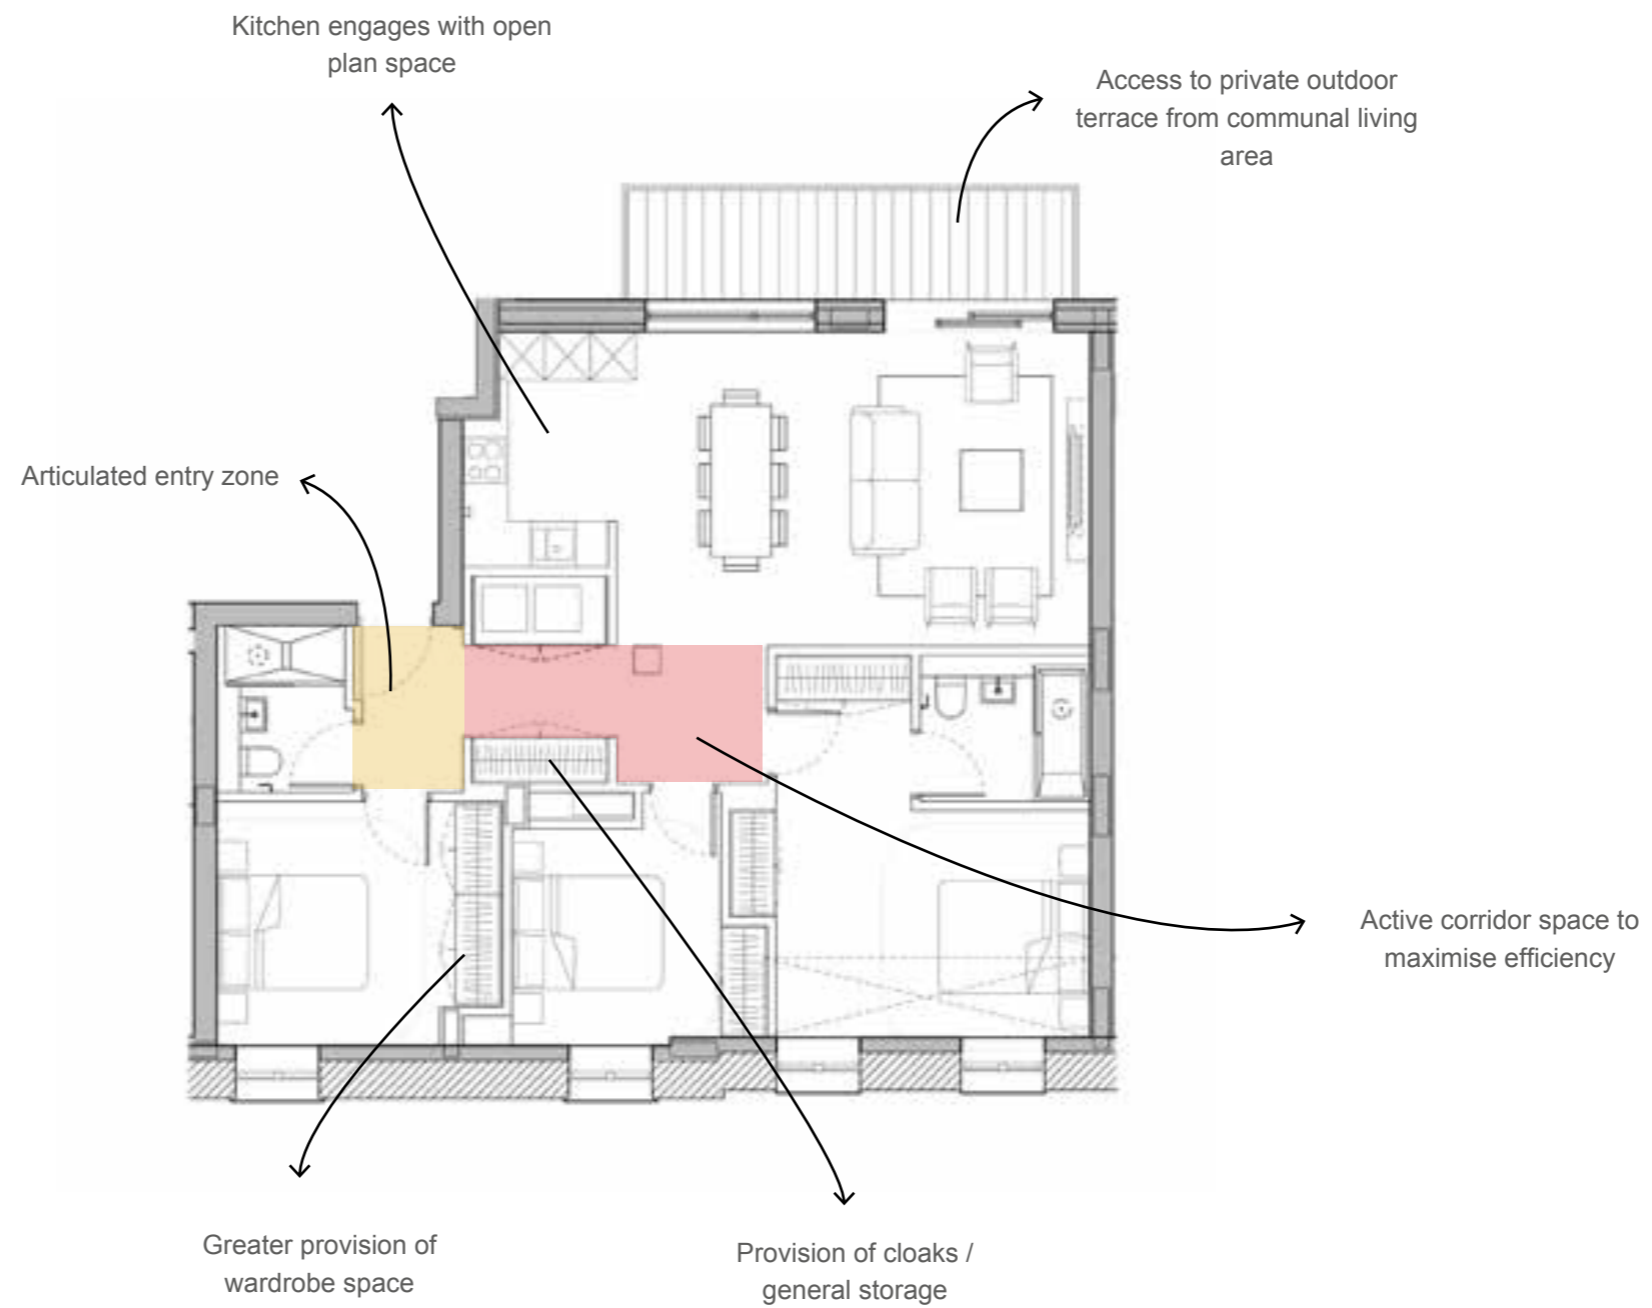 Kitchen engages with open
plan space
Access to private outdoor
terrace from communal living
area
Articulated entry zone
Active corridor space to
maximise efficiency
Greater provision of
wardrobe space
Provision of cloaks /
general storage